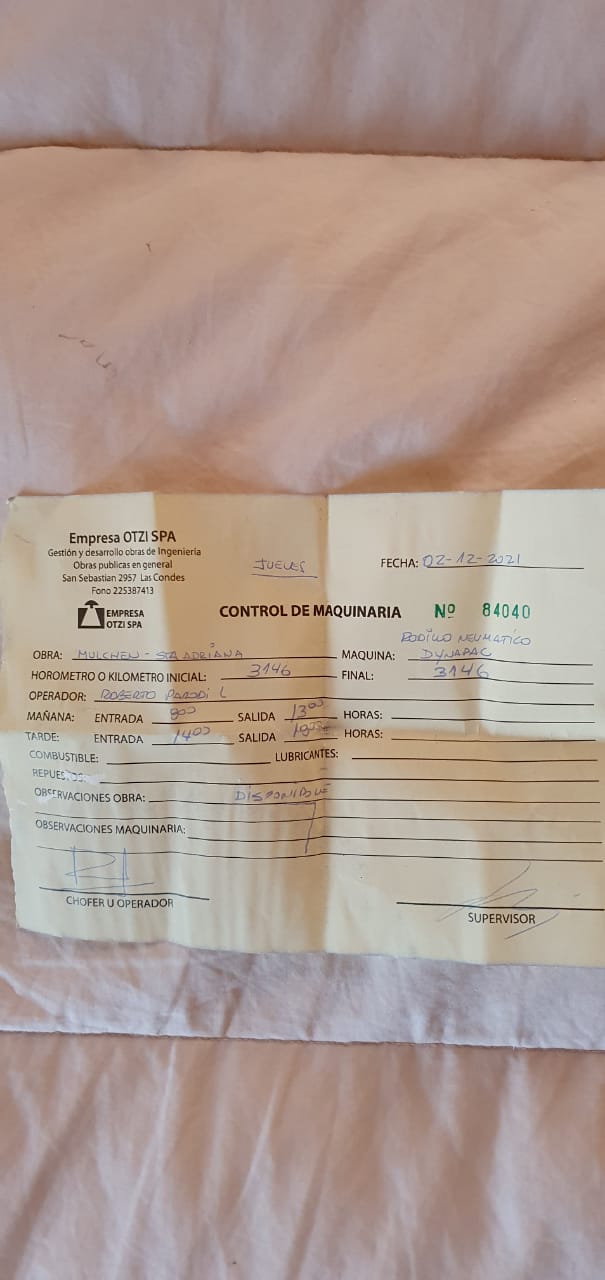 Empresa OTZI SPA
Gestión y desarrollo obras de Ingeniería
Obras publicas en general
San Sebastian 2957 Las Condes
Fono 225387413
EMPRESA
OTZI SPA
JUEVES
FECHA: 02-12-2021
CONTROL DE MAQUINARIA Nº 84040
OBRA: MULCHEN - STA ADRIANA
MAQUINA: RODILLO NEUMATICO
DYNAPAC
HOROMETRO O KILOMETRO INICIAL: 3146 FINAL: 3146
OPERADOR: ROBERTO PARODI L
MAÑANA: ENTRADA 800 SALIDA 1300 HORAS:
TARDE: ENTRADA 1400 SALIDA HORAS:
COMBUSTIBLE: LUBRICANTES:
REPUESTOS:
OBSERVACIONES OBRA: DISPONIBLE
OBSERVACIONES MAQUINARIA:
CHOFER U OPERADOR
SUPERVISOR